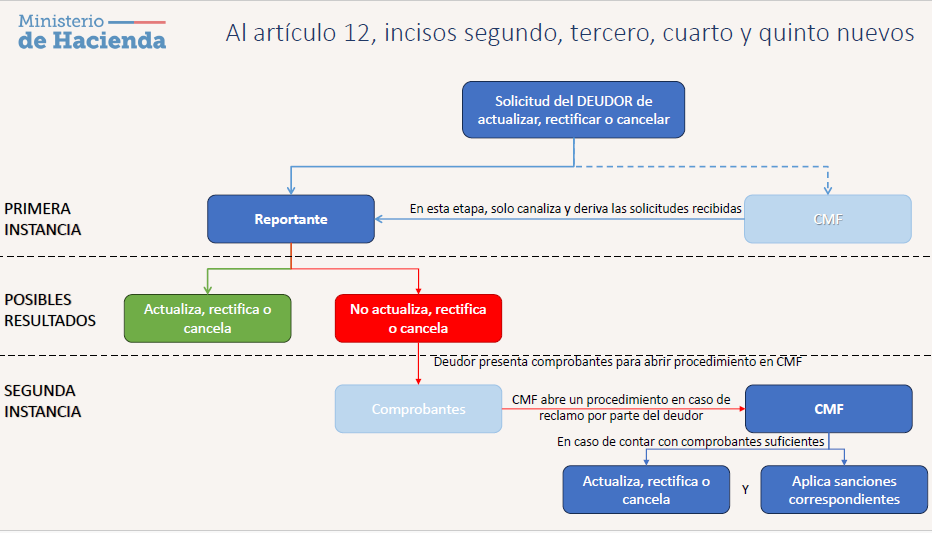 Ministerio
de Hacienda
Al artículo 12, incisos segundo, tercero, cuarto y quinto nuevos
Solicitud del DEUDOR de
actualizar, rectificar o cancelar
PRIMERA
INSTANCIA
Reportante
En esta etapa, solo canaliza y deriva las solicitudes recibidas
CMF
POSIBLES
RESULTADOS
Actualiza, rectifica o
cancela
No actualiza, rectifica
o cancela
Deudor presenta comprobantes para abrir procedimiento en CMF
SEGUNDA
INSTANCIA
Comprobantes
CMF abre un procedimiento en caso de
reclamo por parte del deudor
CMF
En caso de contar con comprobantes suficientes
Actualiza, rectifica o
cancela
Y
Aplica sanciones
correspondientes